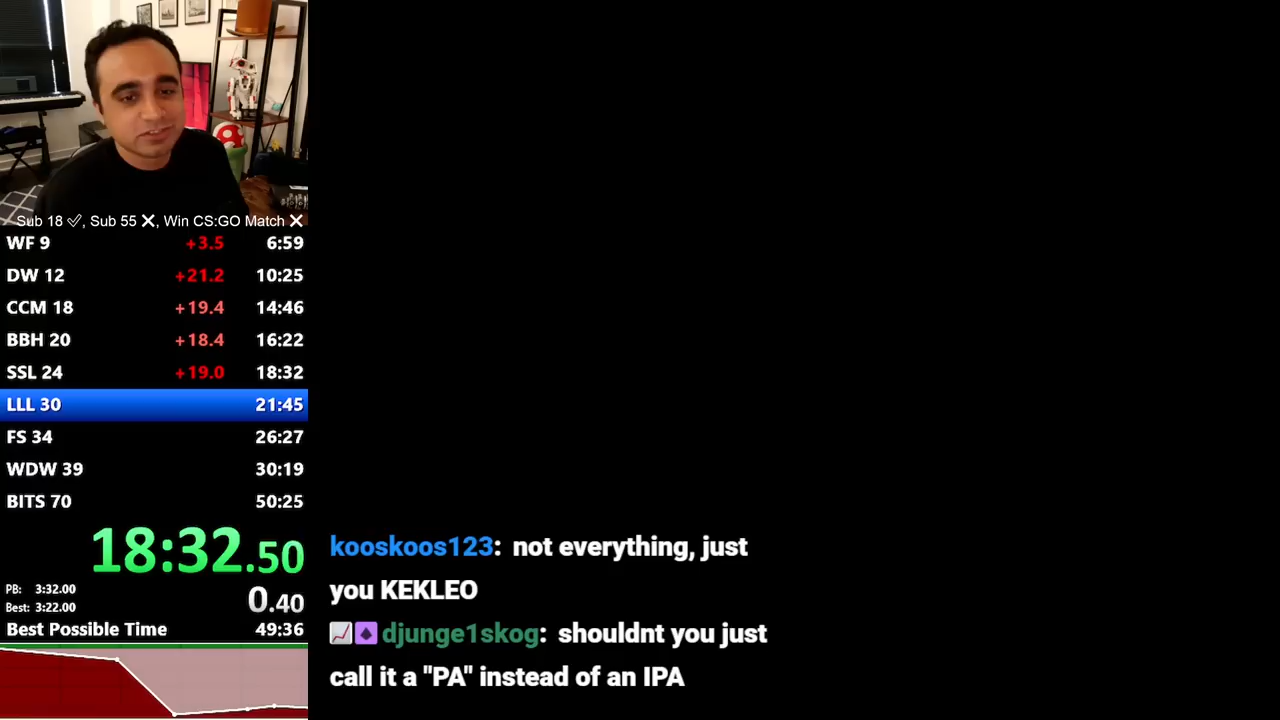 Sub 18 ✓, Sub 55 ✕, Win CS:GO Match ✕
WF 9 +3.5 6:59
DW 12 +21.2 10:25
CCM 18 +19.4 14:46
BBH 20 +18.4 16:22
SSL 24 +19.0 18:32
LLL 30 21:45
FS 34 26:27
WDW 39 30:19
BITS 70 50:25
18:32.50
PB: 3:32.00
Best: 3:22.00
0.40
Best Possible Time 49:36
kooskoos123: not everything, just
you KEKLEO
djunge1skog: shouldnt you just
call it a "PA" instead of an IPA